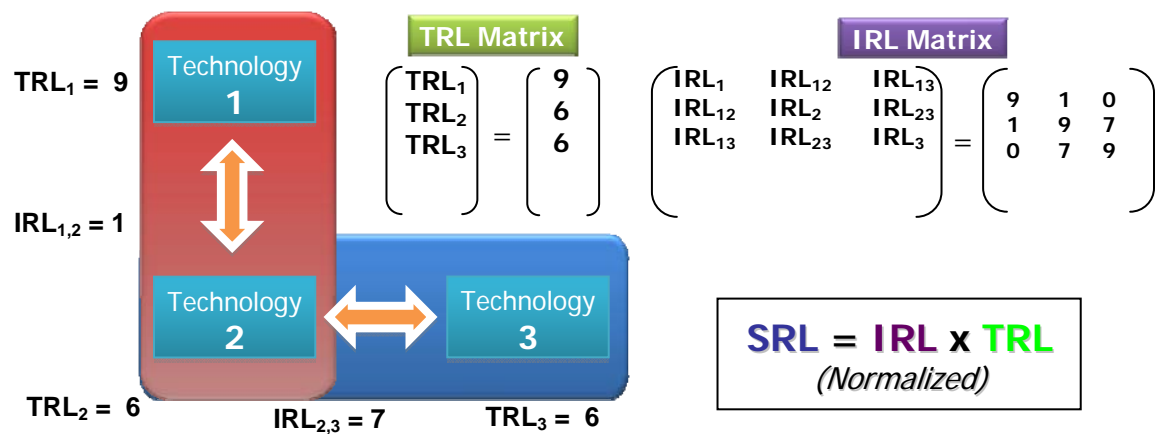 TRL Matrix
IRL Matrix
Technology
1
TRL₁ = 9
TRL₁
TRL₂
TRL₃
=
9
6
6
IRL₁ IRL₁₂ IRL₁₃
IRL₁₂ IRL₂ IRL₂₃
IRL₁₃ IRL₂₃ IRL₃
=
9 1 0
1 9 7
0 7 9
IRL₁,₂ = 1
Technology
2
Technology
3
TRL₂ = 6
IRL₂,₃ = 7
TRL₃ = 6
SRL = IRL x TRL
(Normalized)